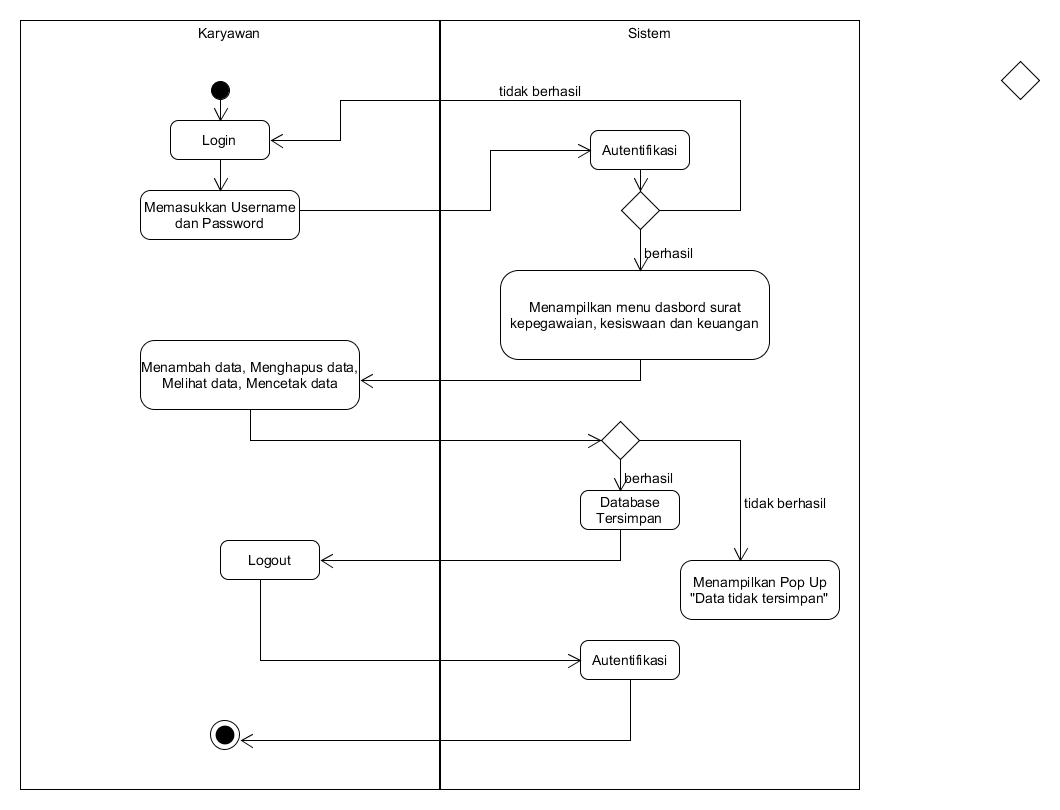 Karyawan
Sistem
tidak berhasil
Login
Autentifikasi
Memasukkan Username
dan Password
berhasil
Menampilkan menu dasbord surat
kepegawaian, kesiswaan dan keuangan
Menambah data, Menghapus data,
Melihat data, Mencetak data
berhasil
tidak berhasil
Database
Tersimpan
Logout
Menampilkan Pop Up
"Data tidak tersimpan"
Autentifikasi